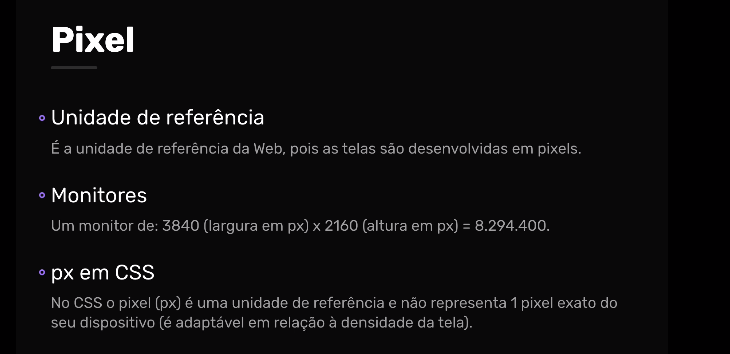 Pixel
Unidade de referência
É a unidade de referência da Web, pois as telas são desenvolvidas em pixels.
Monitores
Um monitor de: 3840 (largura em px) x 2160 (altura em px) = 8.294.400.
px em CSS
No CSS o pixel (px) é uma unidade de referência e não representa 1 pixel exato do
seu dispositivo (é adaptável em relação à densidade da tela).